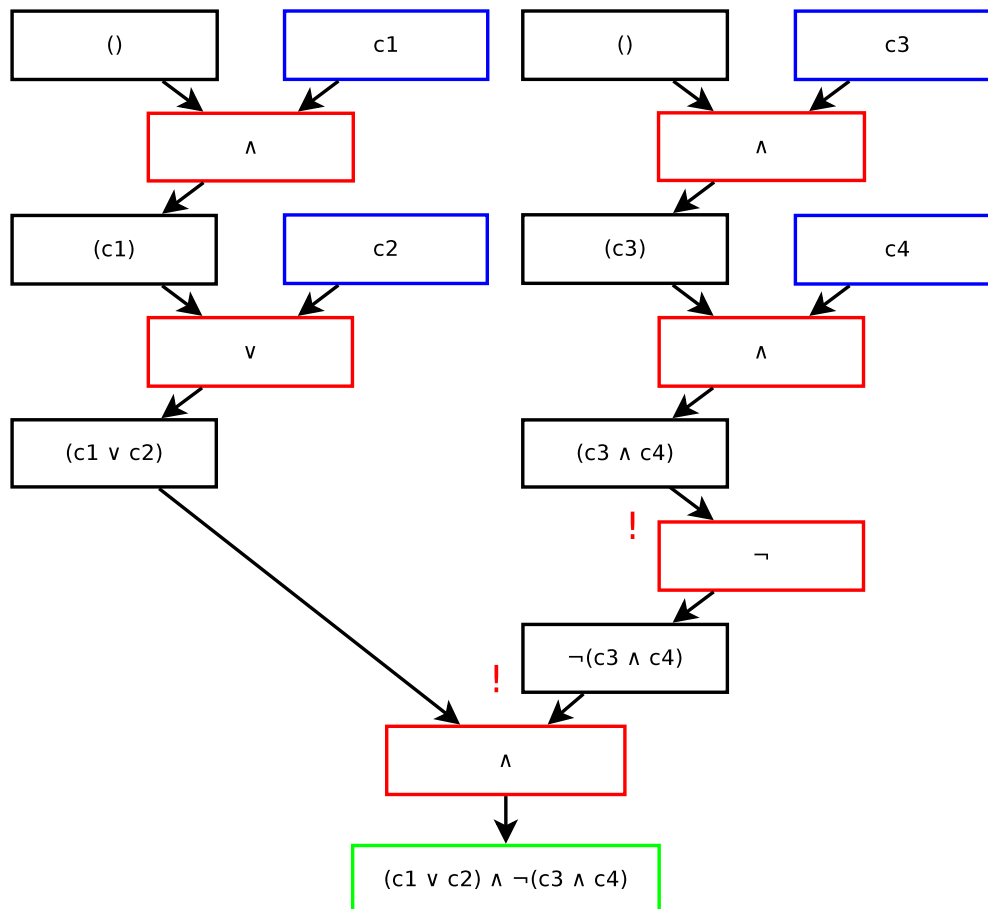 () c1 () c3
∧ ∧
(c1) c2 (c3) c4
∨ ∧
(c1 ∨ c2) (c3 ∧ c4)
!
¬
¬(c3 ∧ c4)
!
∧
(c1 ∨ c2) ∧ ¬(c3 ∧ c4)